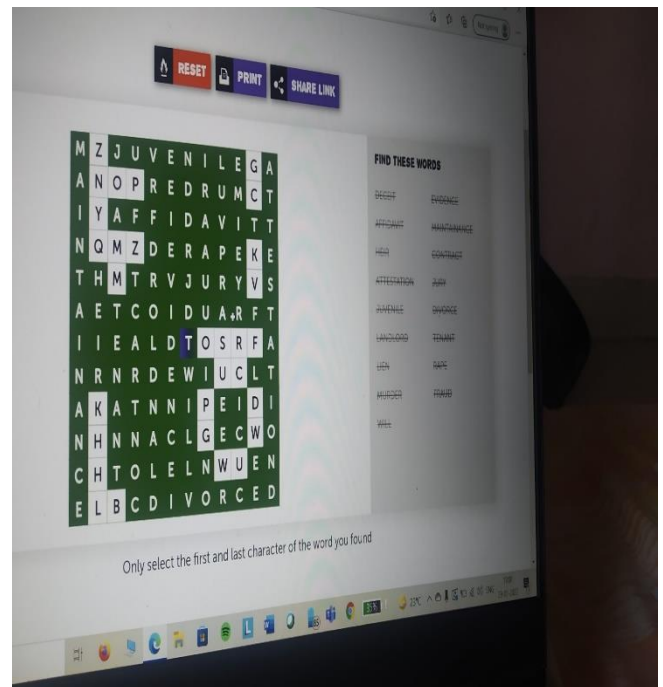 RESET PRINT SHARE LINK
FIND THESE WORDS
M Z J U V E N I L E G A
A N O P R E D R U M C T
I Y A F F I D A V I T T
N Q M Z D E R A P E K E
T H M T R V J U R Y V S
A E T C O I D U A R F T
I I E A L D T O S R F A
N R N R D E W I U C L T
A K A T N N I P E I D I
N H N N A C L G E C W O
C H T O L E L N W U E N
E L B C D I V O R C E D
DECEIT EVIDENCE
AFFIDAVIT MAINTAINANCE
HEIR CONTRACT
ATTESTATION JURY
JUVENILE DIVORCE
LANDLORD TENANT
LIEN RAPE
MURDER FRAUD
WILL
Only select the first and last character of the word you found